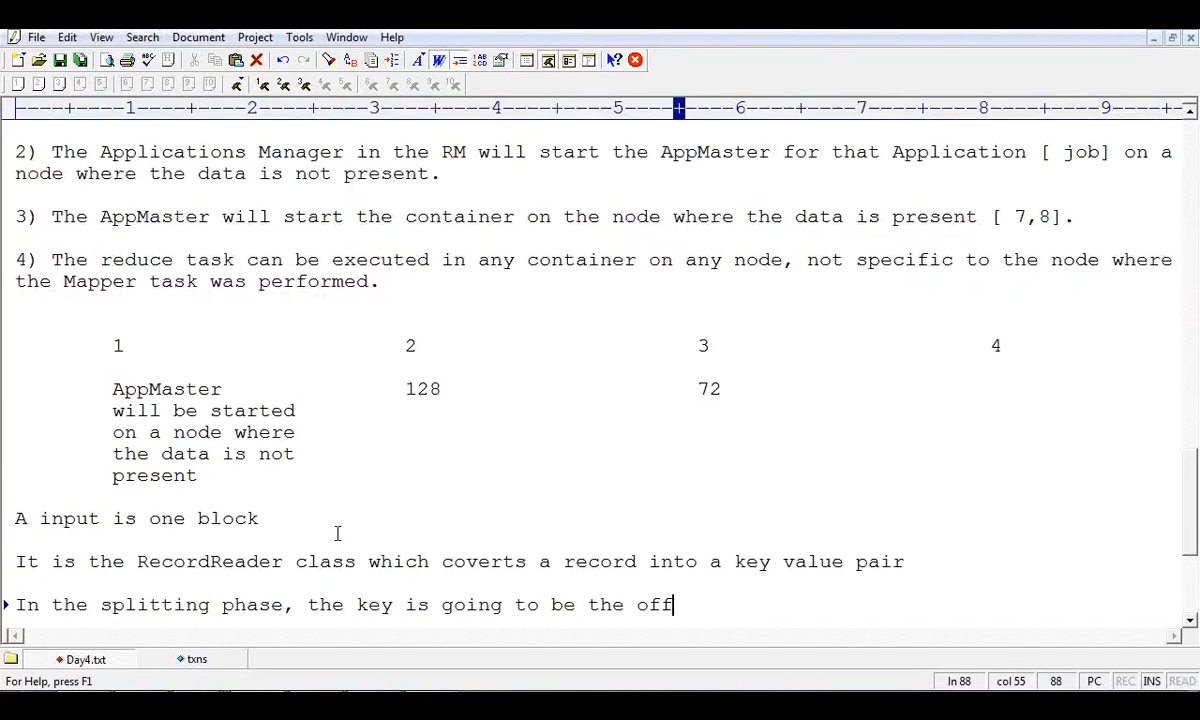 File Edit View Search Document Project Tools Window Help
----+----1----+----2----+----3----+----4----+----5----+----6----+----7----+----8----+----9----+-
2) The Applications Manager in the RM will start the AppMaster for that Application [ job] on a
node where the data is not present.
3) The AppMaster will start the container on the node where the data is present [ 7,8].
4) The reduce task can be executed in any container on any node, not specific to the node where
the Mapper task was performed.
1 2 3 4
AppMaster 128 72
will be started
on a node where
the data is not
present
A input is one block
It is the RecordReader class which coverts a record into a key value pair
In the splitting phase, the key is going to be the off
Day4.txt txns
For Help, press F1 ln 88 col 55 88 PC REC INS READ